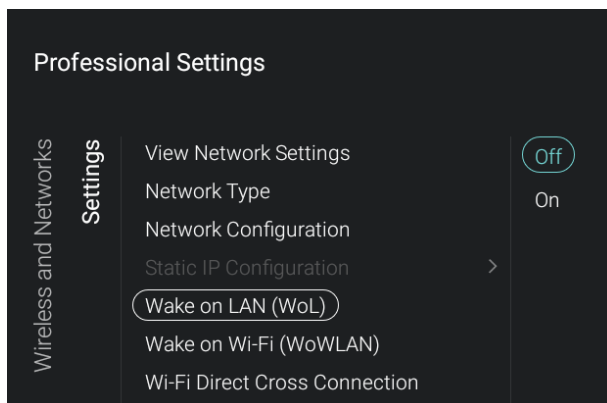 Professional Settings
Wireless and Networks
Settings
View Network Settings
Network Type
Network Configuration
Static IP Configuration
Wake on LAN (WoL)
Wake on Wi-Fi (WoWLAN)
Wi-Fi Direct Cross Connection
Off
On